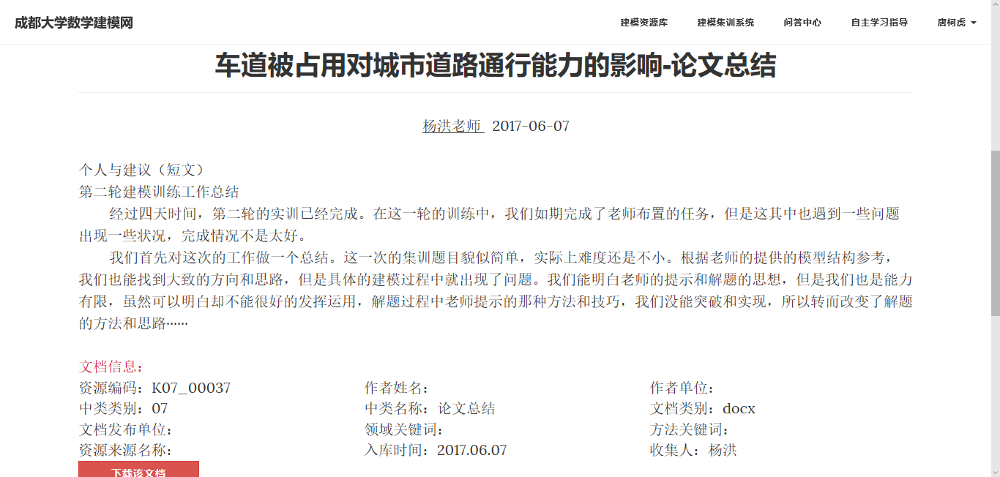 成都大学数学建模网 建模资源库 建模集训系统 问答中心 自主学习指导 唐柯虎
车道被占用对城市道路通行能力的影响-论文总结
杨洪老师 2017-06-07
个人与建议（短文）
第二轮建模训练工作总结
经过四天时间，第二轮的实训已经完成。在这一轮的训练中，我们如期完成了老师布置的任务，但是这其中也遇到一些问题
出现一些状况，完成情况不是太好。
我们首先对这次的工作做一个总结。这一次的集训题目貌似简单，实际上难度还是不小。根据老师的提供的模型结构参考，
我们也能找到大致的方向和思路，但是具体的建模过程中就出现了问题。我们能明白老师的提示和解题的思想，但是我们也是能力
有限，虽然可以明白却不能很好的发挥运用，解题过程中老师提示的那种方法和技巧，我们没能突破和实现，所以转而改变了解题
的方法和思路……
文档信息：
资源编码：K07_00037 作者姓名： 作者单位：
中类类别：07 中类名称：论文总结 文档类别：docx
文档发布单位： 领域关键词： 方法关键词：
资源来源名称： 入库时间：2017.06.07 收集人：杨洪
下载该文档